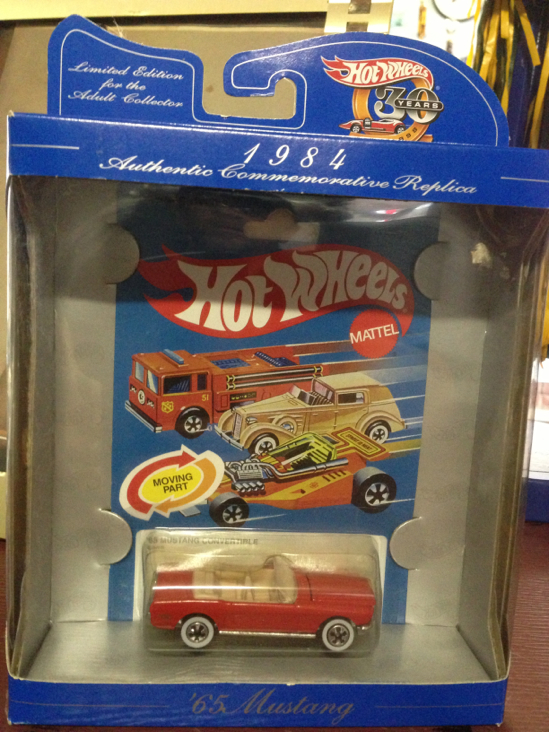 Limited Edition
for the
Adult Collector
Hot Wheels
30
YEARS
1984
Authentic Commemorative Replica
Hot Wheels
MATTEL
51
6
MOVING
PART
'65 MUSTANG CONVERTIBLE
'65 Mustang